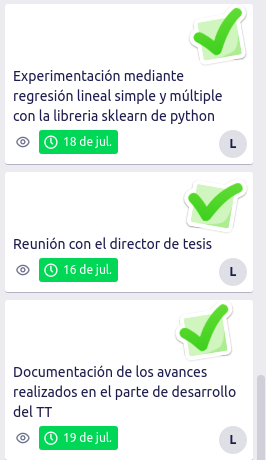 Experimentación mediante
regresión lineal simple y múltiple
con la libreria sklearn de python
18 de jul.
L
Reunión con el director de tesis
16 de jul.
L
Documentación de los avances
realizados en el parte de desarrollo
del TT
19 de jul.
L